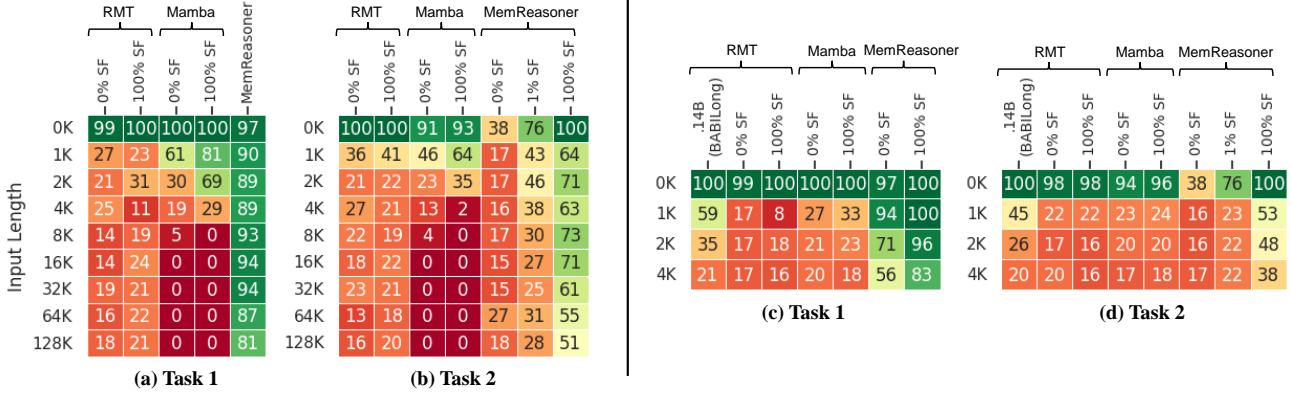 RMT Mamba
0% SF 100% SF 0% SF 100% SF MemReasoner
Input Length
0K 99 100 100 100 97
1K 27 23 61 81 90
2K 21 31 30 69 89
4K 25 11 19 29 89
8K 14 19 5 0 93
16K 14 24 0 0 94
32K 19 21 0 0 94
64K 16 22 0 0 87
128K 18 21 0 0 81
(a) Task 1
RMT Mamba MemReasoner
0% SF 100% SF 0% SF 100% SF 0% SF 1% SF 100% SF
0K 100 100 91 93 38 76 100
1K 36 41 46 64 17 43 64
2K 21 22 23 35 17 46 71
4K 27 21 13 2 16 38 63
8K 22 19 4 0 17 30 73
16K 18 22 0 0 15 27 71
32K 23 21 0 0 15 25 61
64K 13 18 0 0 27 31 55
128K 16 20 0 0 18 28 51
(b) Task 2
RMT Mamba MemReasoner
.14B (BABILong) 0% SF 100% SF 0% SF 100% SF 0% SF 100% SF
0K 100 99 100 100 100 97 100
1K 59 17 8 27 33 94 100
2K 35 17 18 21 23 71 96
4K 21 17 16 20 18 56 83
(c) Task 1
RMT Mamba MemReasoner
.14B (BABILong) 0% SF 100% SF 0% SF 100% SF 0% SF 1% SF 100% SF
0K 100 98 98 94 96 38 76 100
1K 45 22 22 23 24 16 23 53
2K 26 17 16 20 20 16 22 48
4K 20 20 16 17 18 17 22 38
(d) Task 2